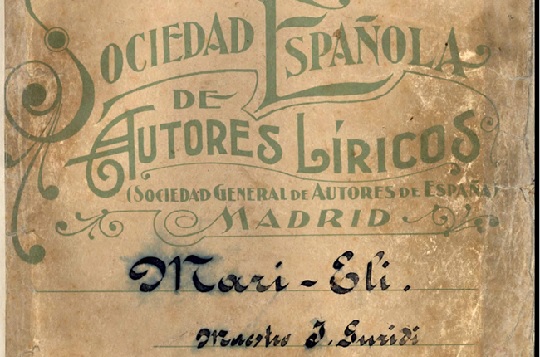 SOCIEDAD ESPAÑOLA
DE
AUTORES LÍRICOS
(SOCIEDAD GENERAL DE AUTORES DE ESPAÑA)
MADRID
Mari-Eli.
Maestro J. Guridi